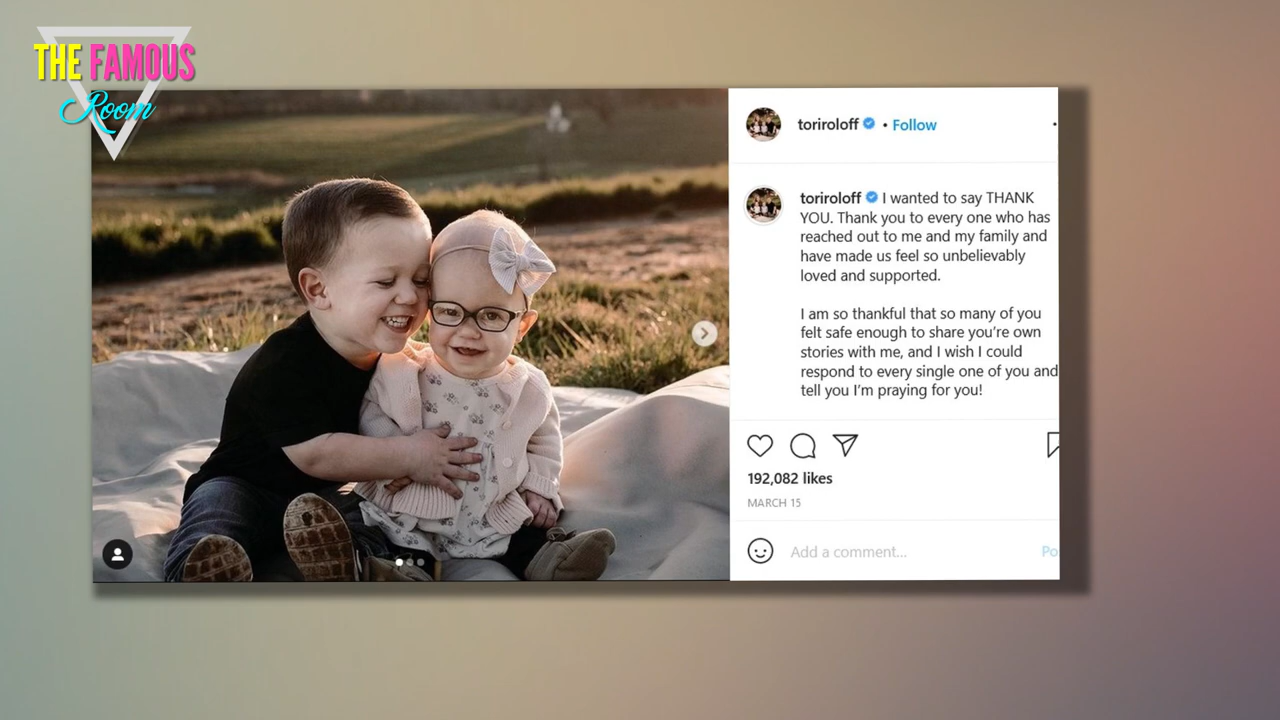 THE FAMOUS
Room
toriroloff • Follow
toriroloff I wanted to say THANK
YOU. Thank you to every one who has
reached out to me and my family and
have made us feel so unbelievably
loved and supported.
I am so thankful that so many of you
felt safe enough to share you're own
stories with me, and I wish I could
respond to every single one of you and
tell you I'm praying for you!
192,082 likes
MARCH 15
Add a comment...
Po